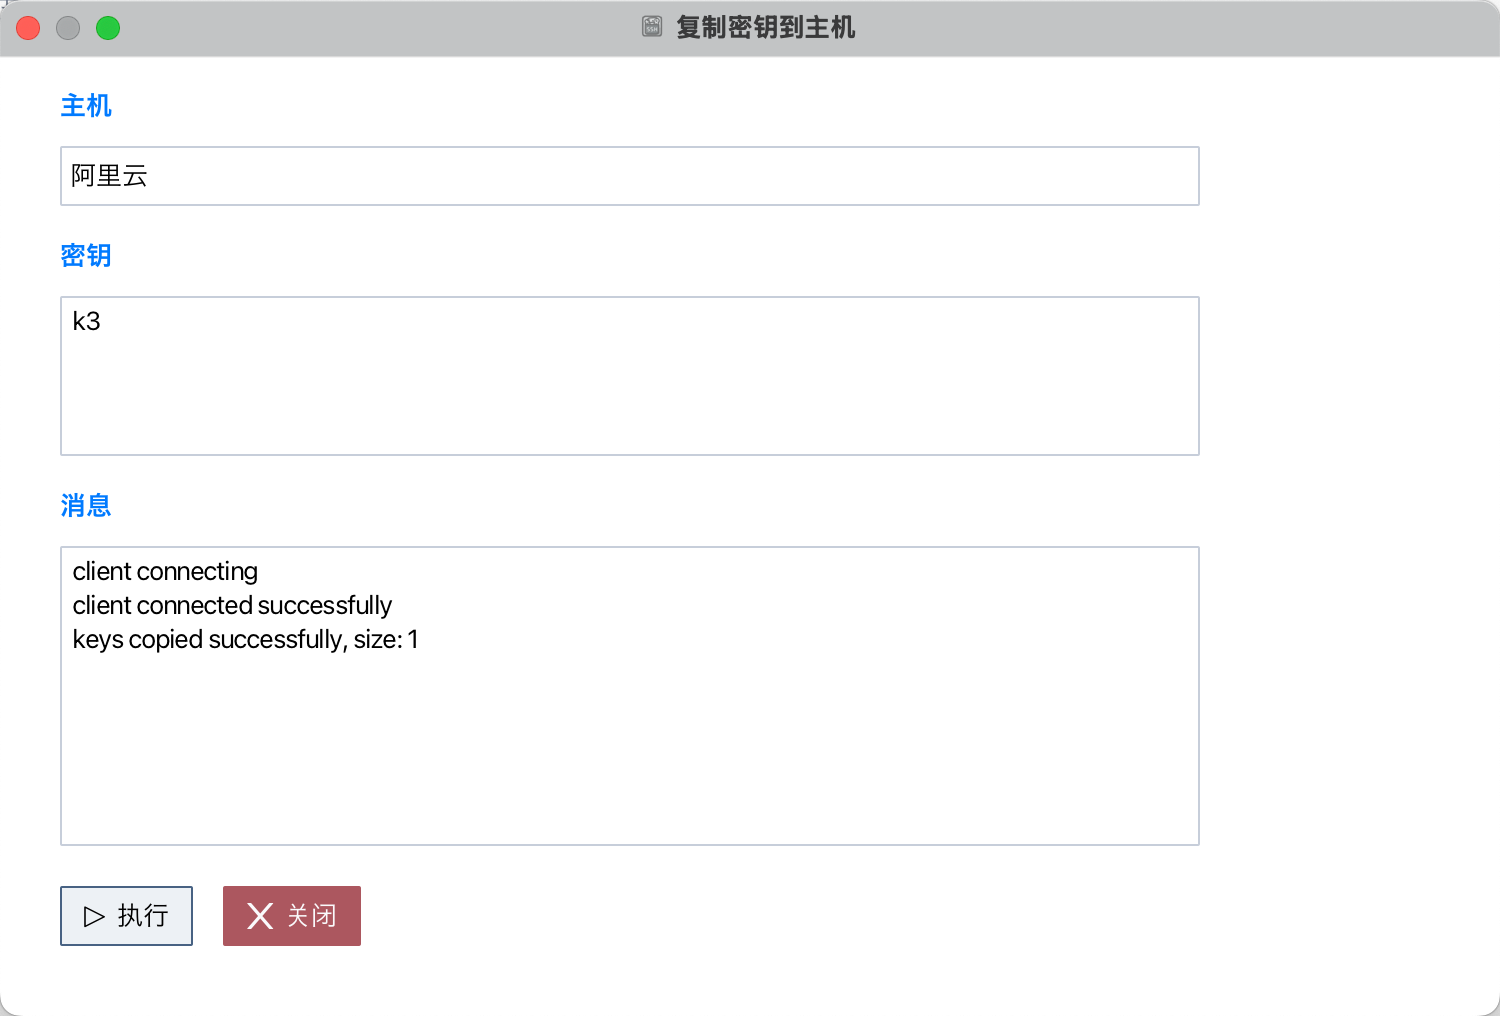 复制密钥到主机
主机
阿里云
密钥
k3
消息
client connecting
client connected successfully
keys copied successfully, size: 1
执行
关闭